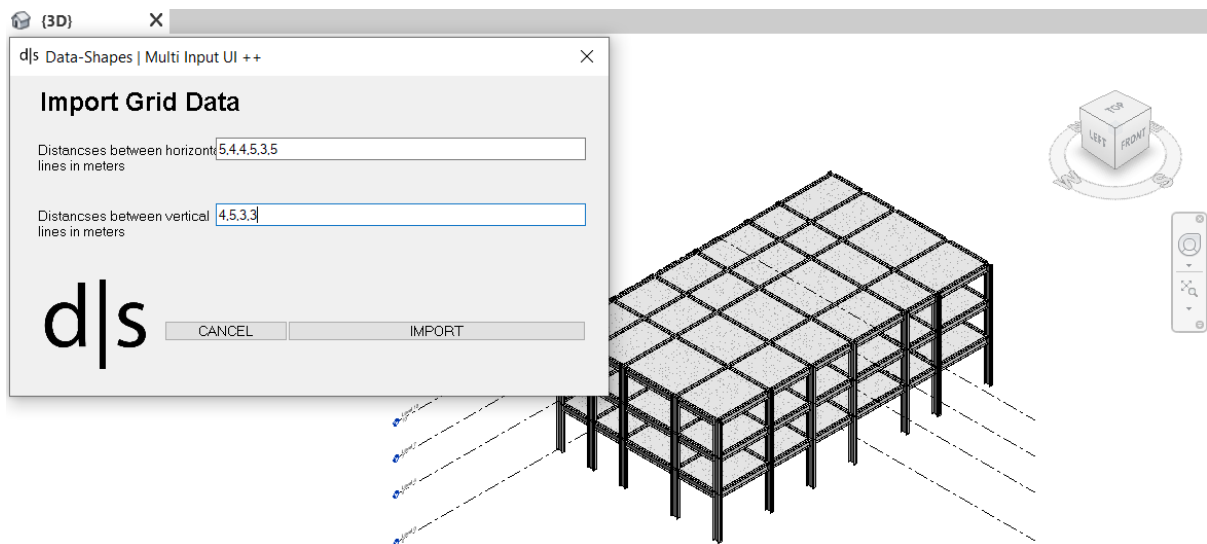 {3D}
d|s Data-Shapes | Multi Input UI ++
Import Grid Data
Distancses between horizont
lines in meters
5,4,4,5,3,5
Distancses between vertical
lines in meters
4,5,3,3
d|s
CANCEL
IMPORT
TOP
LEFT
FRONT
W
S